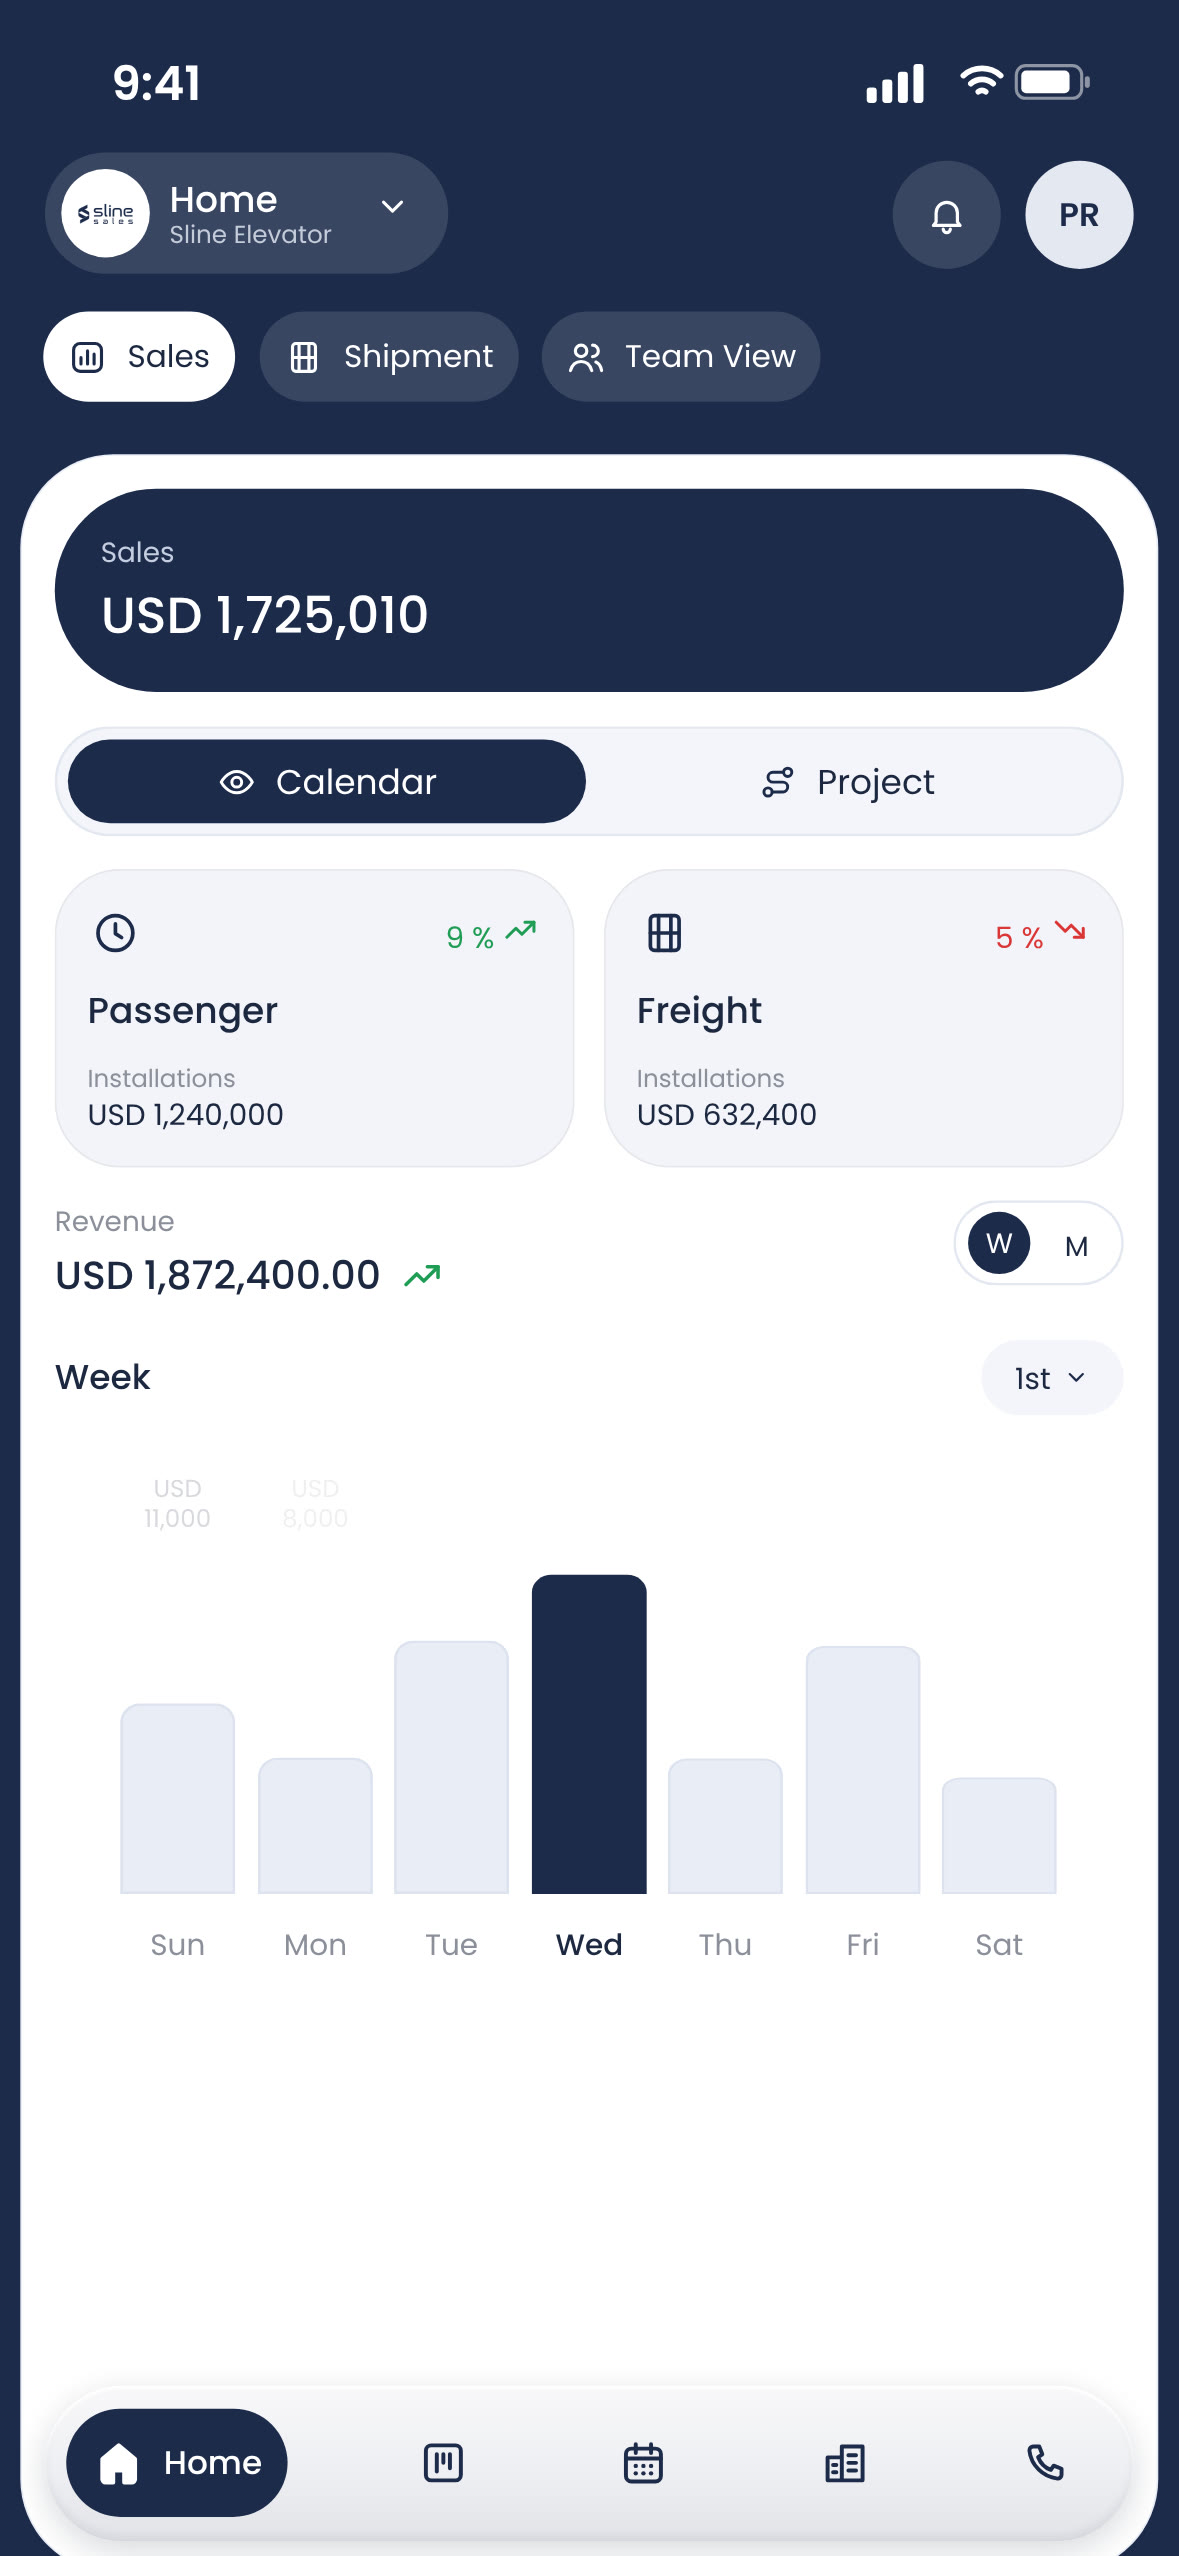 9:41
sline
sales
Home
Sline Elevator
PR
Sales
Shipment
Team View
Sales
USD 1,725,010
Calendar
Project
9 %
5 %
Passenger
Freight
Installations
USD 1,240,000
Installations
USD 632,400
Revenue
USD 1,872,400.00
W
M
Week
1st
USD
11,000
USD
8,000
Sun
Mon
Tue
Wed
Thu
Fri
Sat
Home